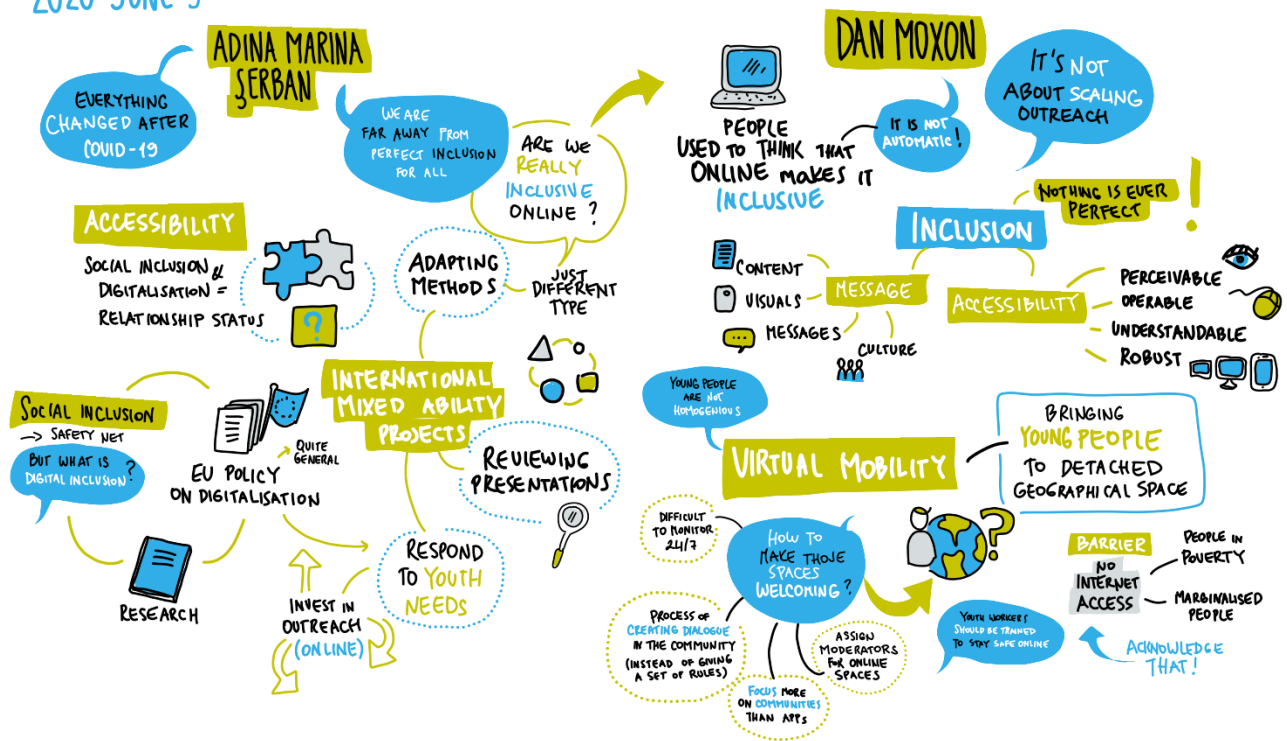 2020 JUNE
ADINA MARINA
ŞERBAN
EVERYTHING
CHANGED AFTER
COVID-19
WE ARE
FAR AWAY FROM
PERFECT INCLUSION
FOR ALL
ARE WE
REALLY
INCLUSIVE
ONLINE ?
JUST
DIFFERENT
TYPE
ADAPTING
METHODS
ACCESSIBILITY
SOCIAL INCLUSION &
DIGITALISATION =
RELATIONSHIP STATUS
?
INTERNATIONAL
MIXED ABILITY
PROJECTS
REVIEWING
PRESENTATIONS
RESPOND
TO YOUTH
NEEDS
SOCIAL INCLUSION
→ SAFETY NET
BUT WHAT IS
DIGITAL INCLUSION ?
EU POLICY
ON DIGITALISATION
QUITE
GENERAL
RESEARCH
INVEST IN
OUTREACH
(ONLINE)
DAN MOXON
IT'S NOT
ABOUT SCALING
OUTREACH
IT IS NOT
AUTOMATIC !
PEOPLE
USED TO THINK THAT
ONLINE MAKES IT
INCLUSIVE
NOTHING IS EVER
PERFECT !
INCLUSION
MESSAGE
CONTENT
VISUALS
MESSAGES
CULTURE
ACCESSIBILITY
PERCEIVABLE
OPERABLE
UNDERSTANDABLE
ROBUST
YOUNG PEOPLE
ARE NOT
HOMOGENIOUS
VIRTUAL MOBILITY
BRINGING
YOUNG PEOPLE
TO DETACHED
GEOGRAPHICAL SPACE
?
DIFFICULT
TO MONITOR
24/7
HOW TO
MAKE THOSE
SPACES
WELCOMING ?
PROCESS OF
CREATING DIALOGUE
IN THE COMMUNITY
(INSTEAD OF GIVING
A SET OF RULES)
FOCUS MORE
ON COMMUNITIES
THAN APPS
ASSIGN
MODERATORS
FOR ONLINE
SPACES
YOUTH WORKERS
SHOULD BE TRAINED
TO STAY SAFE ONLINE
BARRIER
NO
INTERNET
ACCESS
PEOPLE IN
POVERTY
MARGINALISED
PEOPLE
ACKNOWLEDGE
THAT !